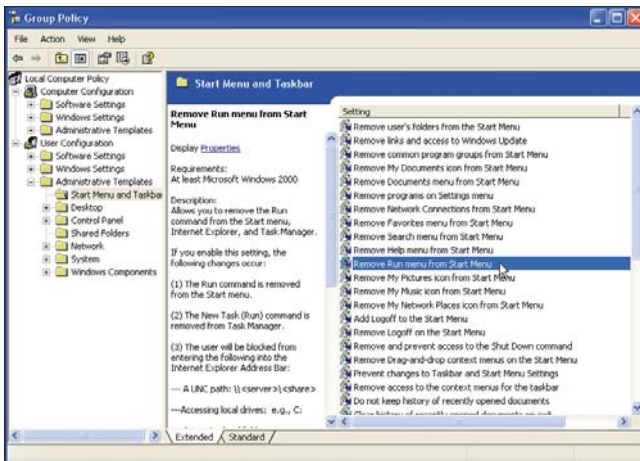 Group Policy
File Action View Help
Local Computer Policy
Computer Configuration
Software Settings
Windows Settings
Administrative Templates
User Configuration
Software Settings
Windows Settings
Administrative Templates
Start Menu and Taskbar
Desktop
Control Panel
Shared Folders
Network
System
Windows Components
Start Menu and Taskbar
Remove Run menu from Start
Menu
Display Properties
Requirements:
At least Microsoft Windows 2000
Description:
Allows you to remove the Run
command from the Start menu,
Internet Explorer, and Task Manager.
If you enable this setting, the
following changes occur:
(1) The Run command is removed
from the Start menu.
(2) The New Task (Run) command is
removed from Task Manager.
(3) The user will be blocked from
entering the following into the
Internet Explorer Address Bar:
--- A UNC path: \\<server>\<share>
---Accessing local drives: e.g., C:
Setting
Remove user's folders from the Start Menu
Remove links and access to Windows Update
Remove common program groups from Start Menu
Remove My Documents icon from Start Menu
Remove Documents menu from Start Menu
Remove programs on Settings menu
Remove Network Connections from Start Menu
Remove Favorites menu from Start Menu
Remove Search menu from Start Menu
Remove Help menu from Start Menu
Remove Run menu from Start Menu
Remove My Pictures icon from Start Menu
Remove My Music icon from Start Menu
Remove My Network Places icon from Start Menu
Add Logoff to the Start Menu
Remove Logoff on the Start Menu
Remove and prevent access to the Shut Down command
Remove Drag-and-drop context menus on the Start Menu
Prevent changes to Taskbar and Start Menu Settings
Remove access to the context menus for the taskbar
Do not keep history of recently opened documents
Clear history of recently opened documents on exit
Extended Standard